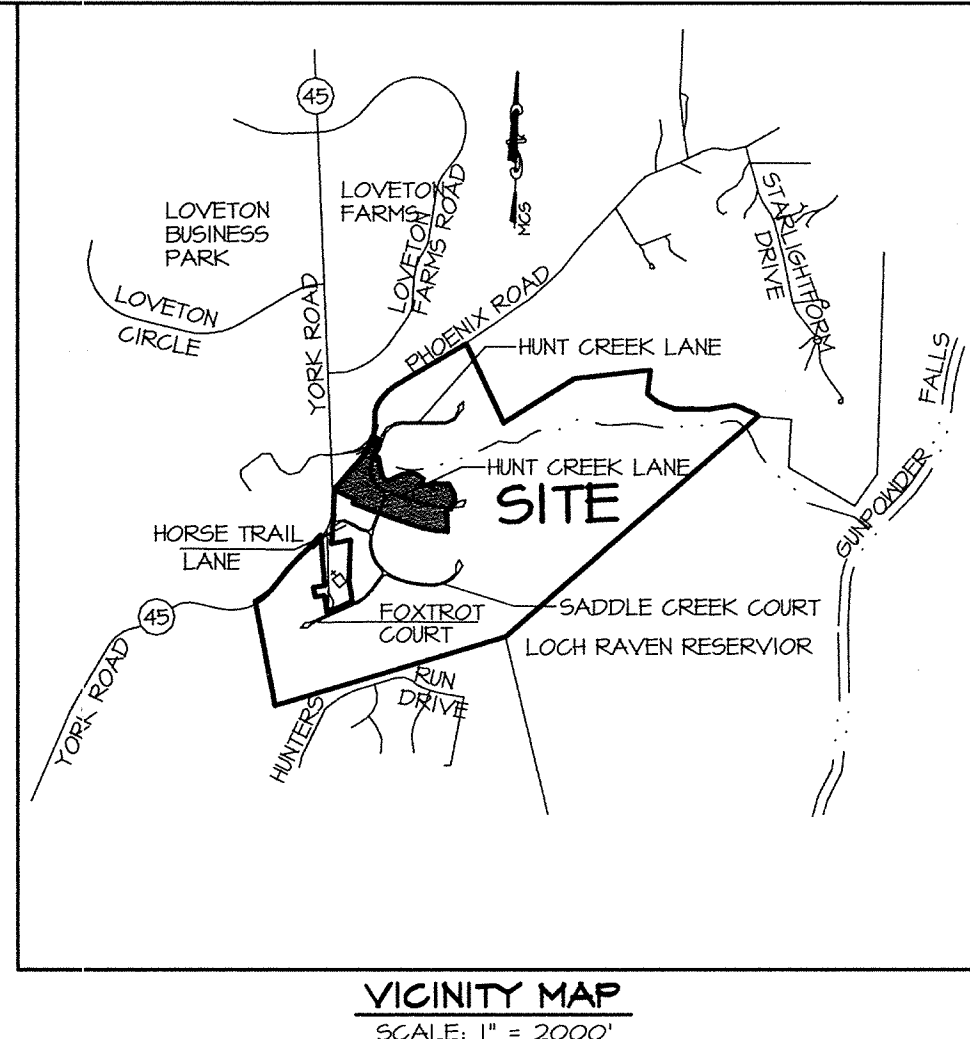 45
LOVETON
FARMS
LOVETON
BUSINESS
PARK
LOVETON
FARMS ROAD
MCS
STARLIGHTFORM
DRIVE
LOVETON
CIRCLE
YORK ROAD
PHOENIX ROAD
HUNT CREEK LANE
FALLS
GUNPOWDER
HUNT CREEK LANE
SITE
HORSE TRAIL
LANE
45
FOXTROT
COURT
SADDLE CREEK COURT
LOCH RAVEN RESERVIOR
YORK ROAD
HUNTERS
RUN
DRIVE
VICINITY MAP
SCALE: 1" = 2000'